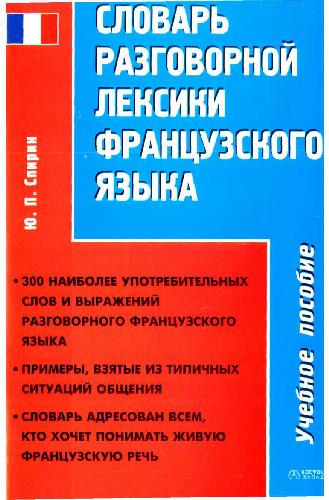 СЛОВАРЬ
РАЗГОВОРНОЙ
ЛЕКСИКИ
ФРАНЦУЗСКОГО
ЯЗЫКА
Ю. П. Спирин
• 300 НАИБОЛЕЕ УПОТРЕБИТЕЛЬНЫХ
СЛОВ И ВЫРАЖЕНИЙ
РАЗГОВОРНОГО ФРАНЦУЗСКОГО
ЯЗЫКА
• ПРИМЕРЫ, ВЗЯТЫЕ ИЗ ТИПИЧНЫХ
СИТУАЦИЙ ОБЩЕНИЯ
• СЛОВАРЬ АДРЕСОВАН ВСЕМ,
КТО ХОЧЕТ ПОНИМАТЬ ЖИВУЮ
ФРАНЦУЗСКУЮ РЕЧЬ
Учебное пособие